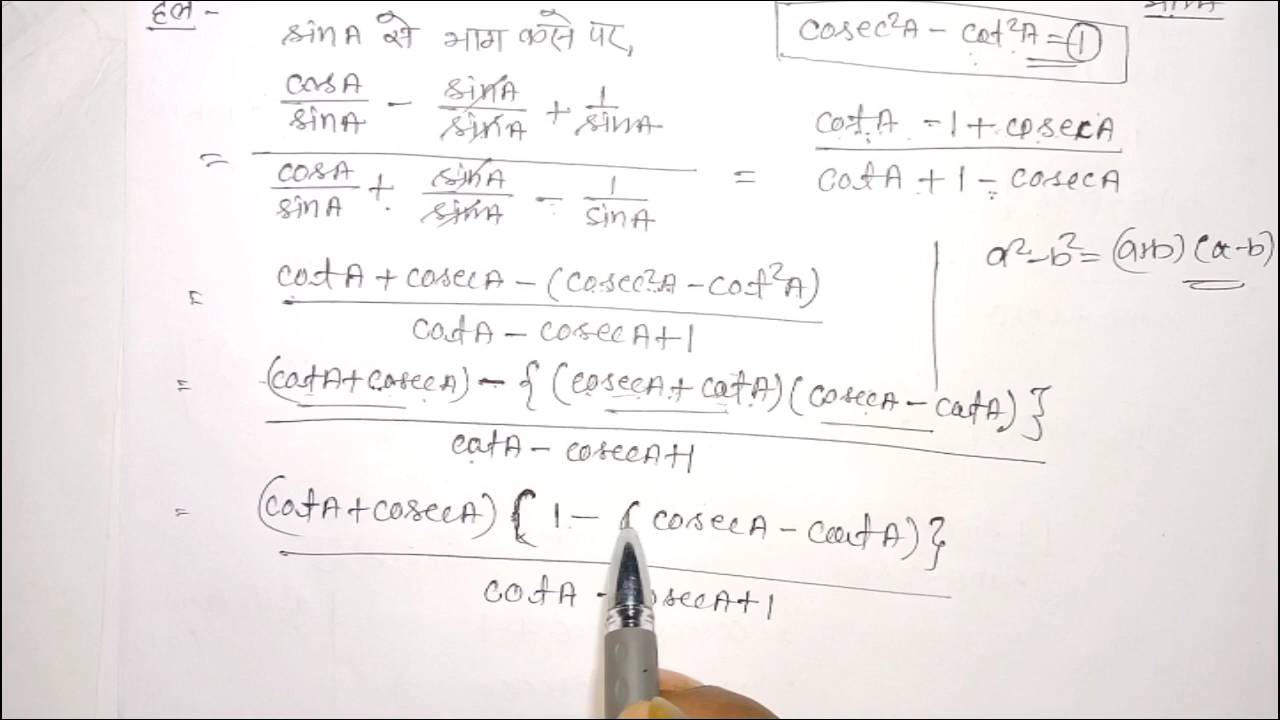 हल -
sinA से भाग करने पर,
cosec²A - cot²A = 1
cosA/sinA - sinA/sinA + 1/sinA
= cotA - 1 + cosecA
cosA/sinA + sinA/sinA - 1/sinA
cotA + 1 - cosecA
a² - b² = (a+b) (a-b)
= cotA + cosecA - (cosec²A - cot²A)
cotA - cosecA + 1
= (cotA + cosecA) - { (cosecA + cotA) (cosecA - cotA) }
cotA - cosecA + 1
= (cotA + cosecA) { 1 - ( cosecA - cotA) }
cotA - osecA + 1